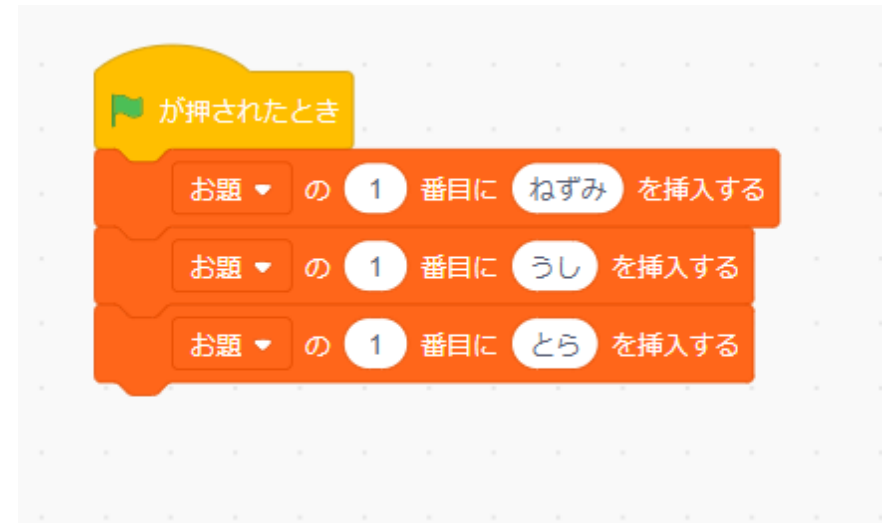 が押されたとき
お題 の 1 番目に ねずみ を挿入する
お題 の 1 番目に うし を挿入する
お題 の 1 番目に とら を挿入する